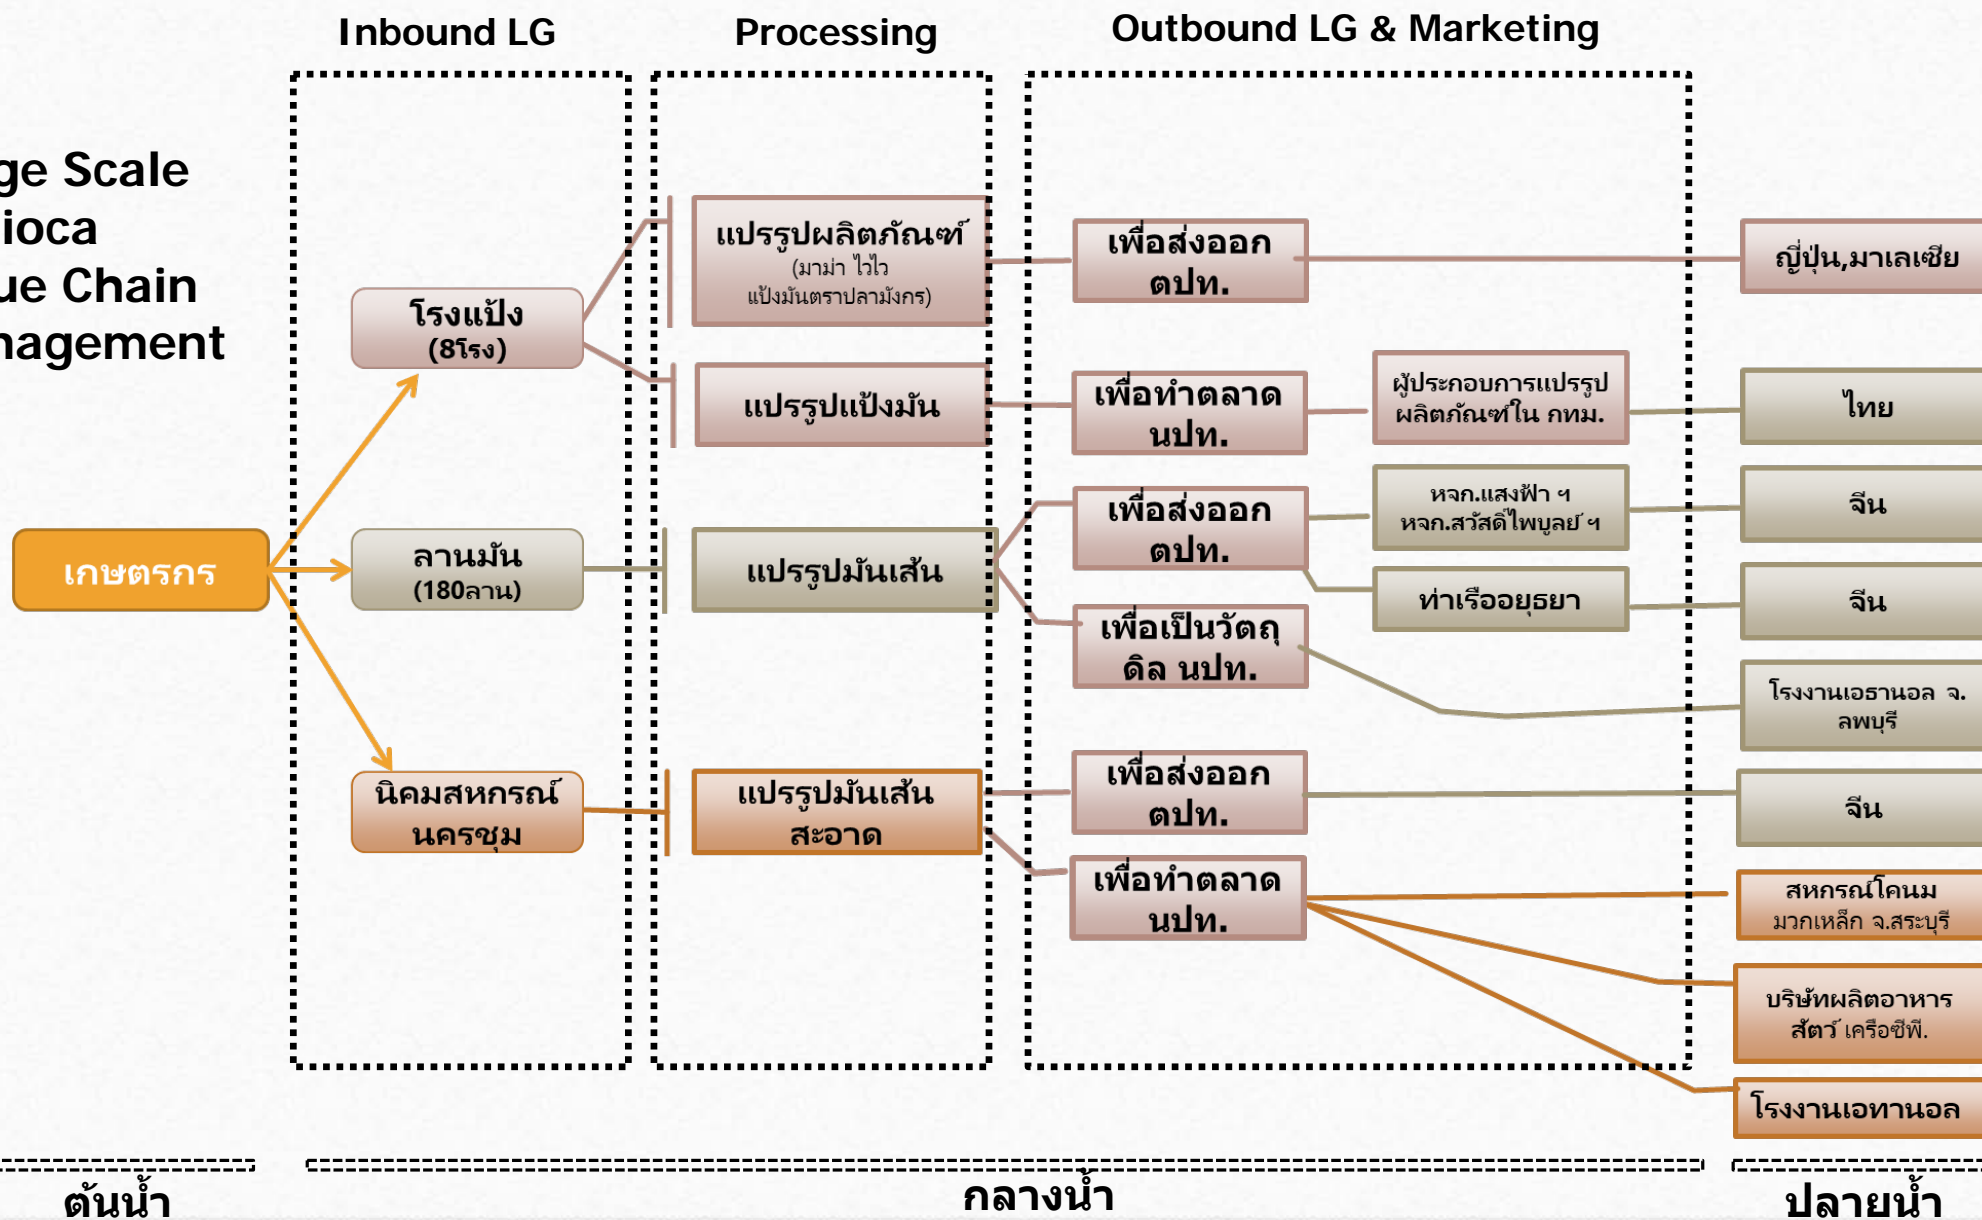 Inbound LG
Processing
Outbound LG & Marketing
ge Scale
ioca
ue Chain
nagement
เกษตรกร
โรงแป้ง
(8โรง)
ลานมัน
(180ลาน)
นิคมสหกรณ์
นครชุม
แปรรูปผลิตภัณฑ์
(มาม่า ไวไว
แป้งมันตราปลามังกร)
แปรรูปแป้งมัน
แปรรูปมันเส้น
แปรรูปมันเส้น
สะอาด
เพื่อส่งออก
ตปท.
เพื่อทำตลาด
นปท.
เพื่อส่งออก
ตปท.
เพื่อเป็นวัตถุ
ดิล นปท.
เพื่อส่งออก
ตปท.
เพื่อทำตลาด
นปท.
ผู้ประกอบการแปรรูป
ผลิตภัณฑ์ใน กทม.
หจก.แสงฟ้า ฯ
หจก.สวัสดิ์ไพบูลย์ ฯ
ท่าเรืออยุธยา
ญี่ปุ่น,มาเลเซีย
ไทย
จีน
จีน
โรงงานเอธานอล จ.
ลพบุรี
จีน
สหกรณ์โคนม
มวกเหล็ก จ.สระบุรี
บริษัทผลิตอาหาร
สัตว์ เครือซีพี.
โรงงานเอทานอล
ต้นน้ำ
กลางน้ำ
ปลายน้ำ